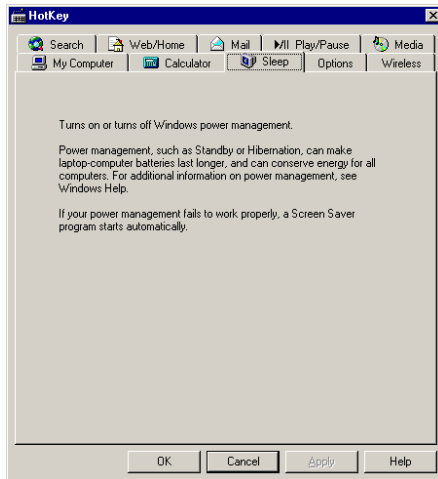 HotKey
Search Web/Home Mail Play/Pause Media
My Computer Calculator Sleep Options Wireless
Turns on or turns off Windows power management.
Power management, such as Standby or Hibernation, can make
laptop-computer batteries last longer, and can conserve energy for all
computers. For additional information on power management, see
Windows Help.
If your power management fails to work properly, a Screen Saver
program starts automatically.
OK Cancel Apply Help